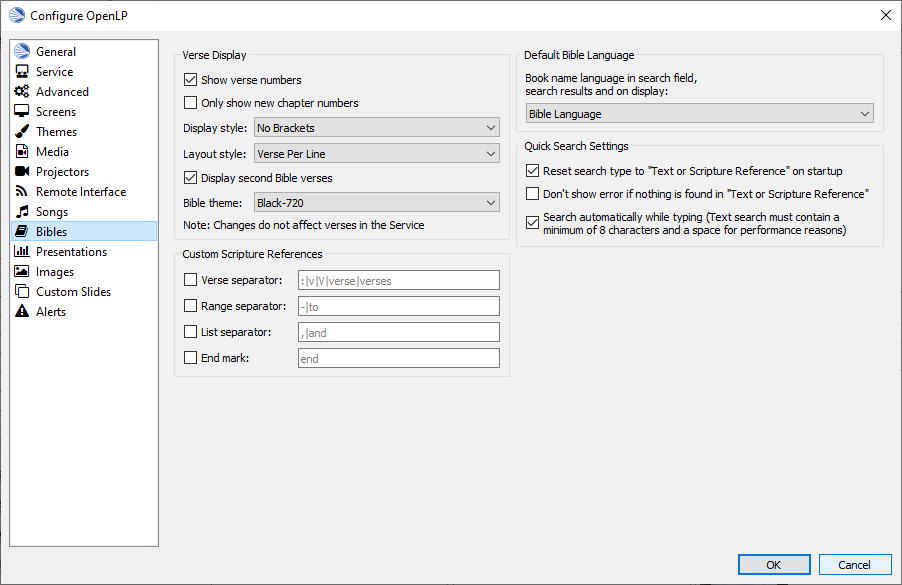 Configure OpenLP
General
Service
Advanced
Screens
Themes
Media
Projectors
Remote Interface
Songs
Bibles
Presentations
Images
Custom Slides
Alerts
Verse Display
Show verse numbers
Only show new chapter numbers
Display style: No Brackets
Layout style: Verse Per Line
Display second Bible verses
Bible theme: Black-720
Note: Changes do not affect verses in the Service
Custom Scripture References
Verse separator: :|v|V|verse|verses
Range separator: -|to
List separator: ,|and
End mark: end
Default Bible Language
Book name language in search field,
search results and on display:
Bible Language
Quick Search Settings
Reset search type to "Text or Scripture Reference" on startup
Don't show error if nothing is found in "Text or Scripture Reference"
Search automatically while typing (Text search must contain a
minimum of 8 characters and a space for performance reasons)
OK
Cancel